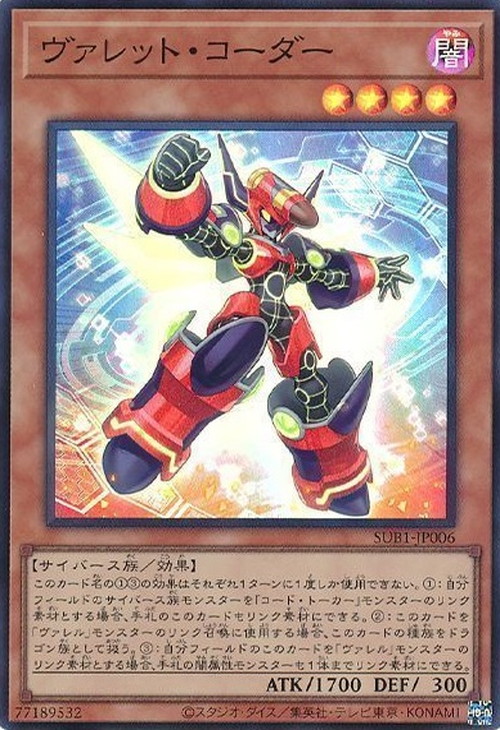 ヴァレット・コーダー
闇
SUB1-JP006
【サイバース族/効果】
このカード名の①③の効果はそれぞれ1ターンに1度しか使用できない。①：自分
フィールドのサイバース族モンスターを「コード・トーカー」モンスターのリンク
素材とする場合、手札のこのカードもリンク素材にできる。②：このカードを
「ヴァレル」モンスターのリンク召喚に使用する場合、このカードの種族をドラ
ゴン族として扱う。③：自分フィールドのこのカードを「ヴァレル」モンスターの
リンク素材とする場合、手札の闇属性モンスターも1体までリンク素材にできる。
ATK/1700 DEF/ 300
77189532 ©スタジオ・ダイス/集英社・テレビ東京・KONAMI